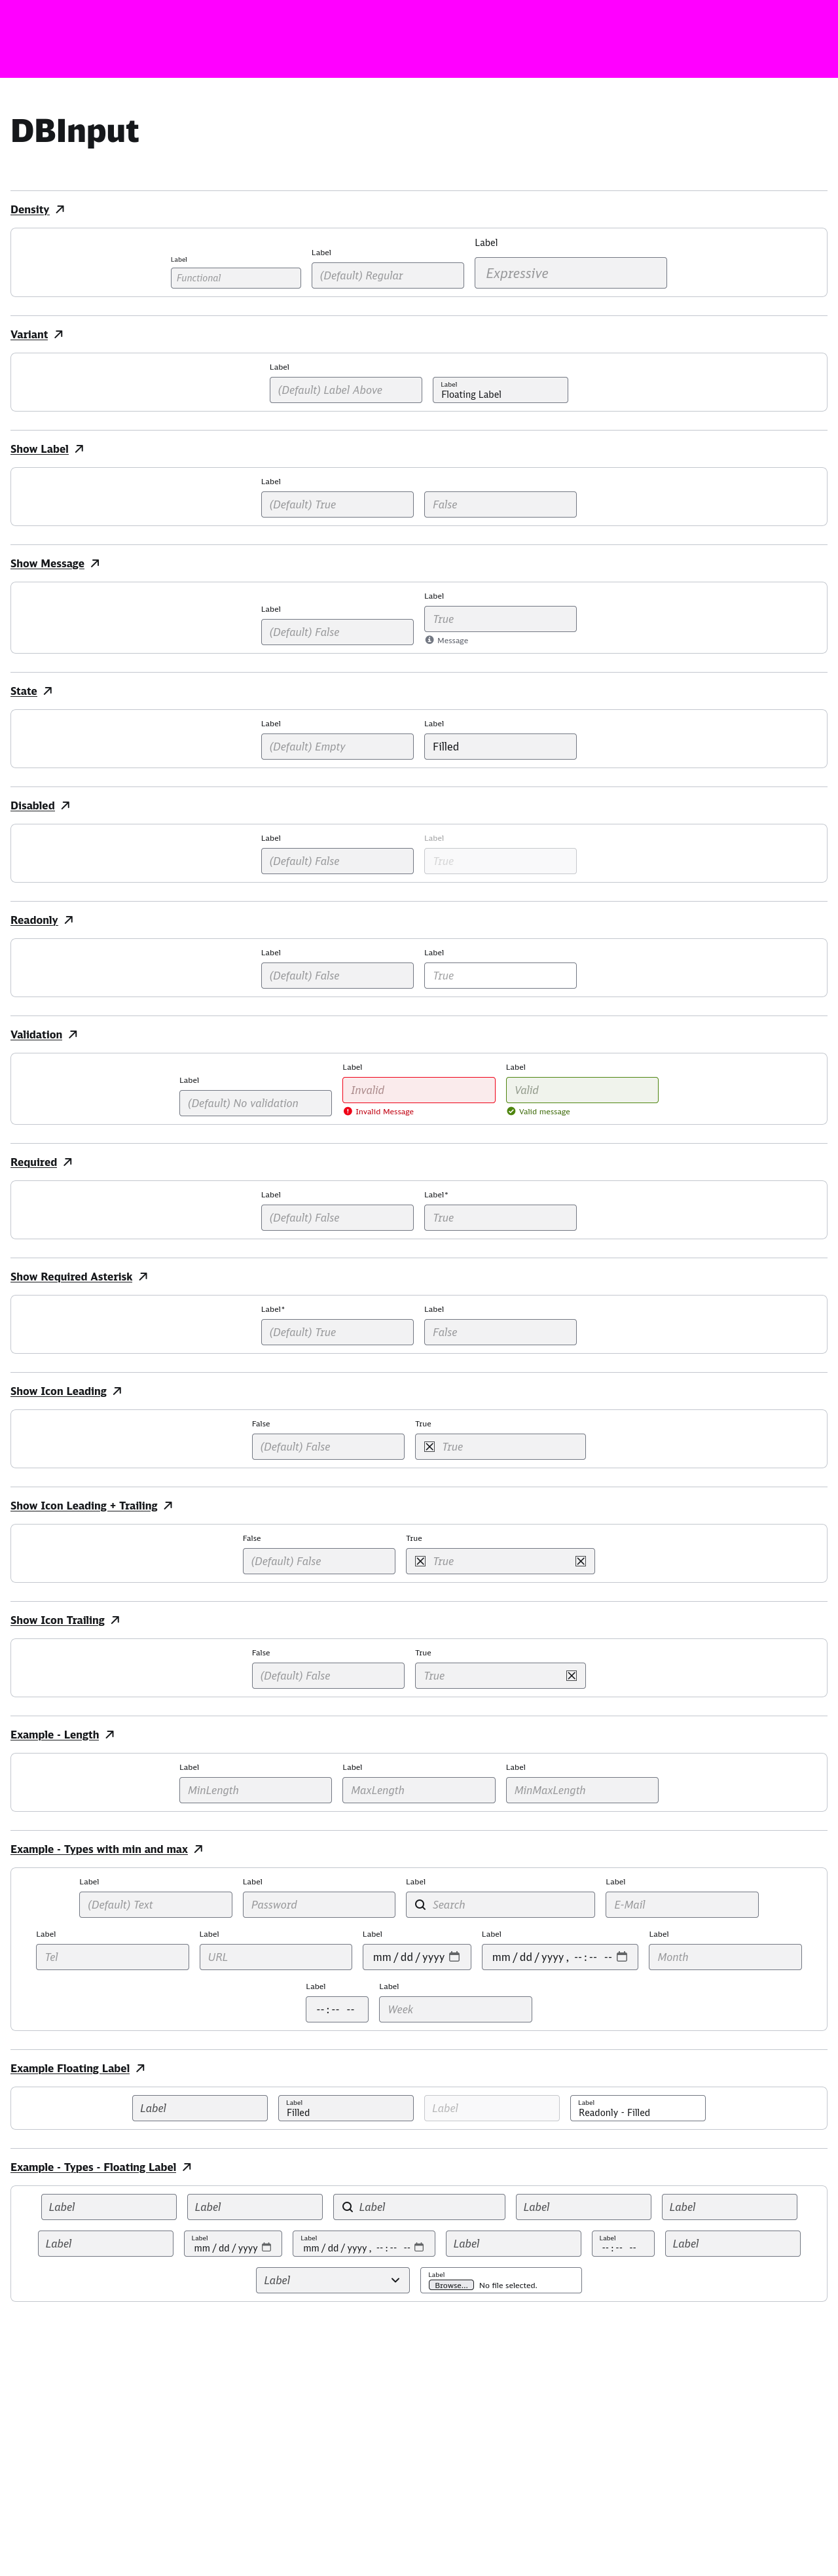 DBInput
Density
Label Label Label
Functional (Default) Regular Expressive
Variant
Label Label
(Default) Label Above Floating Label
Show Label
Label
(Default) True False
Show Message
Label Label
(Default) False True
Message
State
Label Label
(Default) Empty Filled
Disabled
Label Label
(Default) False True
Readonly
Label Label
(Default) False True
Validation
Label Label Label
(Default) No validation Invalid Valid
Invalid Message Valid message
Required
Label Label*
(Default) False True
Show Required Asterisk
Label* Label
(Default) True False
Show Icon Leading
False True
(Default) False True
Show Icon Leading + Trailing
False True
(Default) False True
Show Icon Trailing
False True
(Default) False True
Example - Length
Label Label Label
MinLength MaxLength MinMaxLength
Example - Types with min and max
Label Label Label Label
(Default) Text Password Search E-Mail
Label Label Label Label Label
Tel URL mm/dd/yyyy mm/dd/yyyy, --:-- -- Month
Label Label
--:-- -- Week
Example Floating Label
Label Label Filled Label Label Readonly - Filled
Example - Types - Floating Label
Label Label Label Label Label
Label Label mm/dd/yyyy Label mm/dd/yyyy, --:-- -- Label Label --:-- -- Label
Label Label Browse... No file selected.